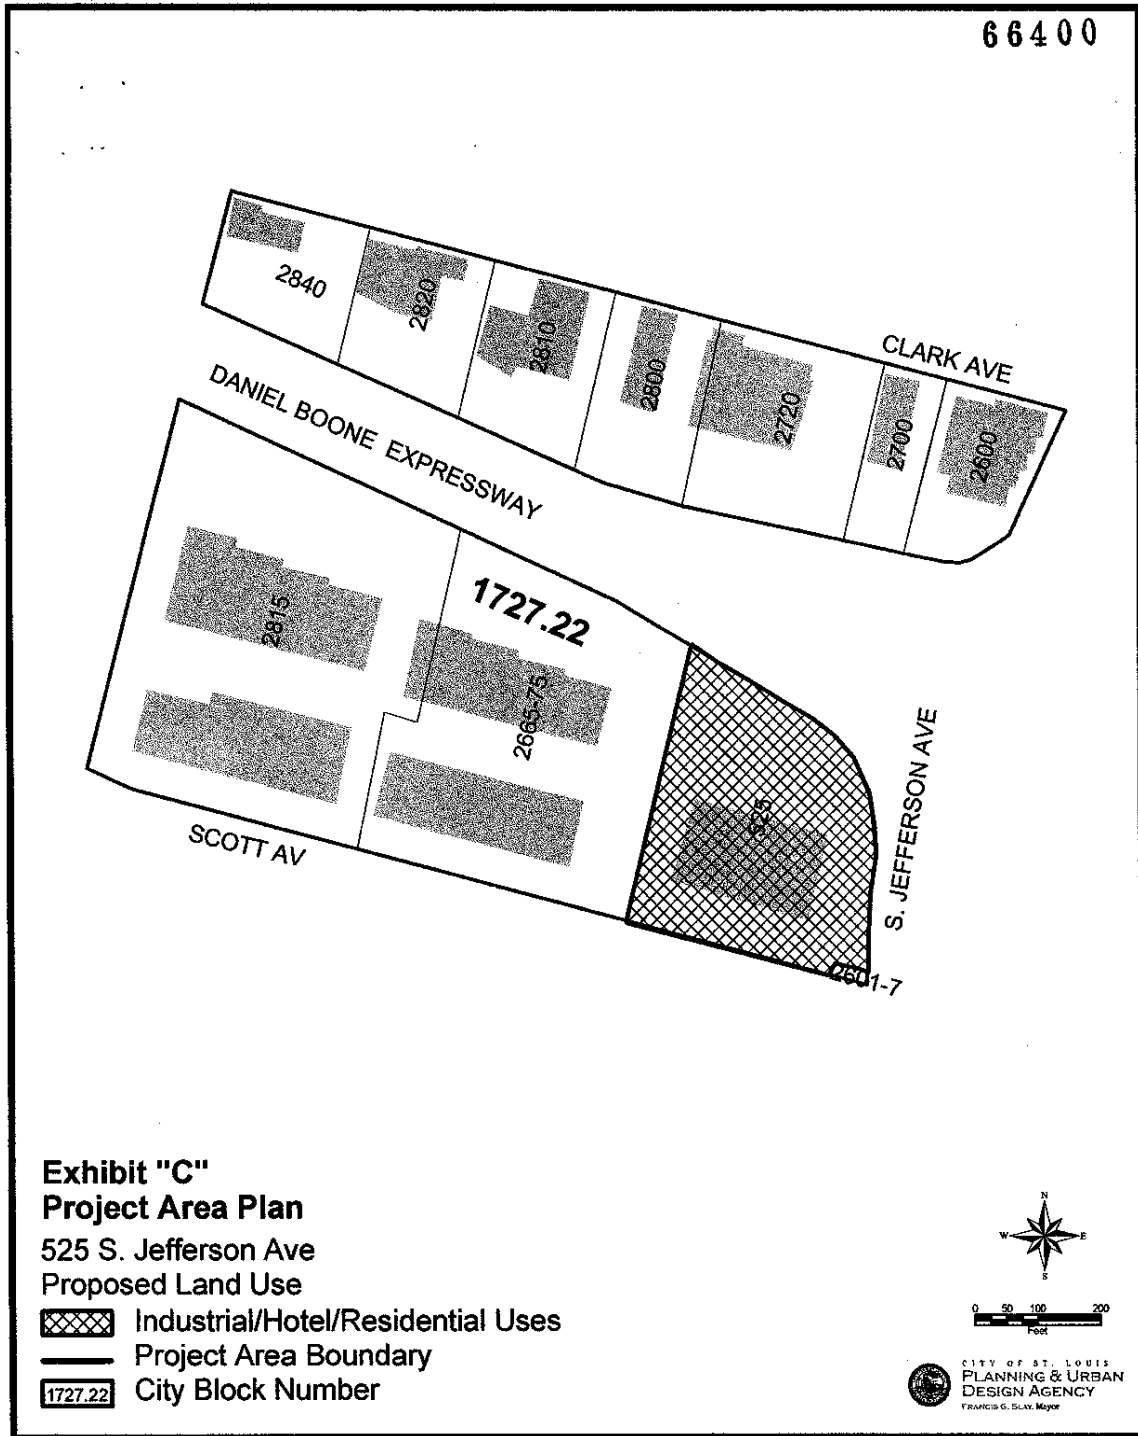 66400
CLARK AVE
2840
2820
2810
2800
2720
2700
2600
DANIEL BOONE EXPRESSWAY
1727.22
2815
2665-75
525
S. JEFFERSON AVE
SCOTT AV
2601-7
Exhibit "C"
Project Area Plan
525 S. Jefferson Ave
Proposed Land Use
Industrial/Hotel/Residential Uses
Project Area Boundary
1727.22 City Block Number
N
W E
S
0 50 100 200
Feet
CITY OF ST. LOUIS
PLANNING & URBAN
DESIGN AGENCY
FRANCIS G. SLAY, Mayor